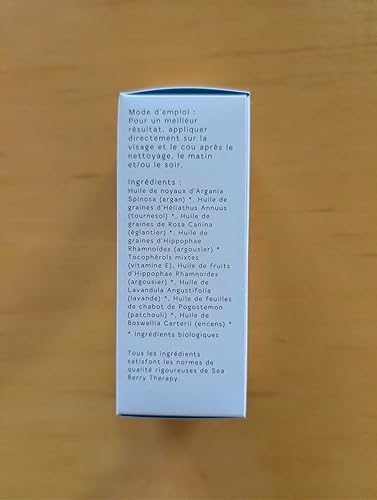 Mode d'emploi :
Pour un meilleur
résultat, appliquer
directement sur la
visage et le cou après le
nettoyage, le matin
et/ou le soir.
Ingrédients :
Huile de noyaux d'Argania
Spinosa (argan) *, Huile de
graines d'Héliathus Annuus
(tournesol) *, Huile de
graines de Rosa Canina
(églantier) *, Huile de
graines d'Hippophae
Rhamnoides (argousier) *
Tocophérols mixtes
(vitamine E), Huile de fruits
d'Hippophae Rhamnoides
(argousier) *, Huile de
Lavandula Angustifolia
(lavande) *, Huile de feuilles
de chabot de Pogostemon
(patchouli) *, Huile de
Boswellia Carterii (encens) *
* Ingrédients biologiques
Tous les ingrédients
satisfont les normes de
qualité rigoureuses de Sea
Berry Therapy.